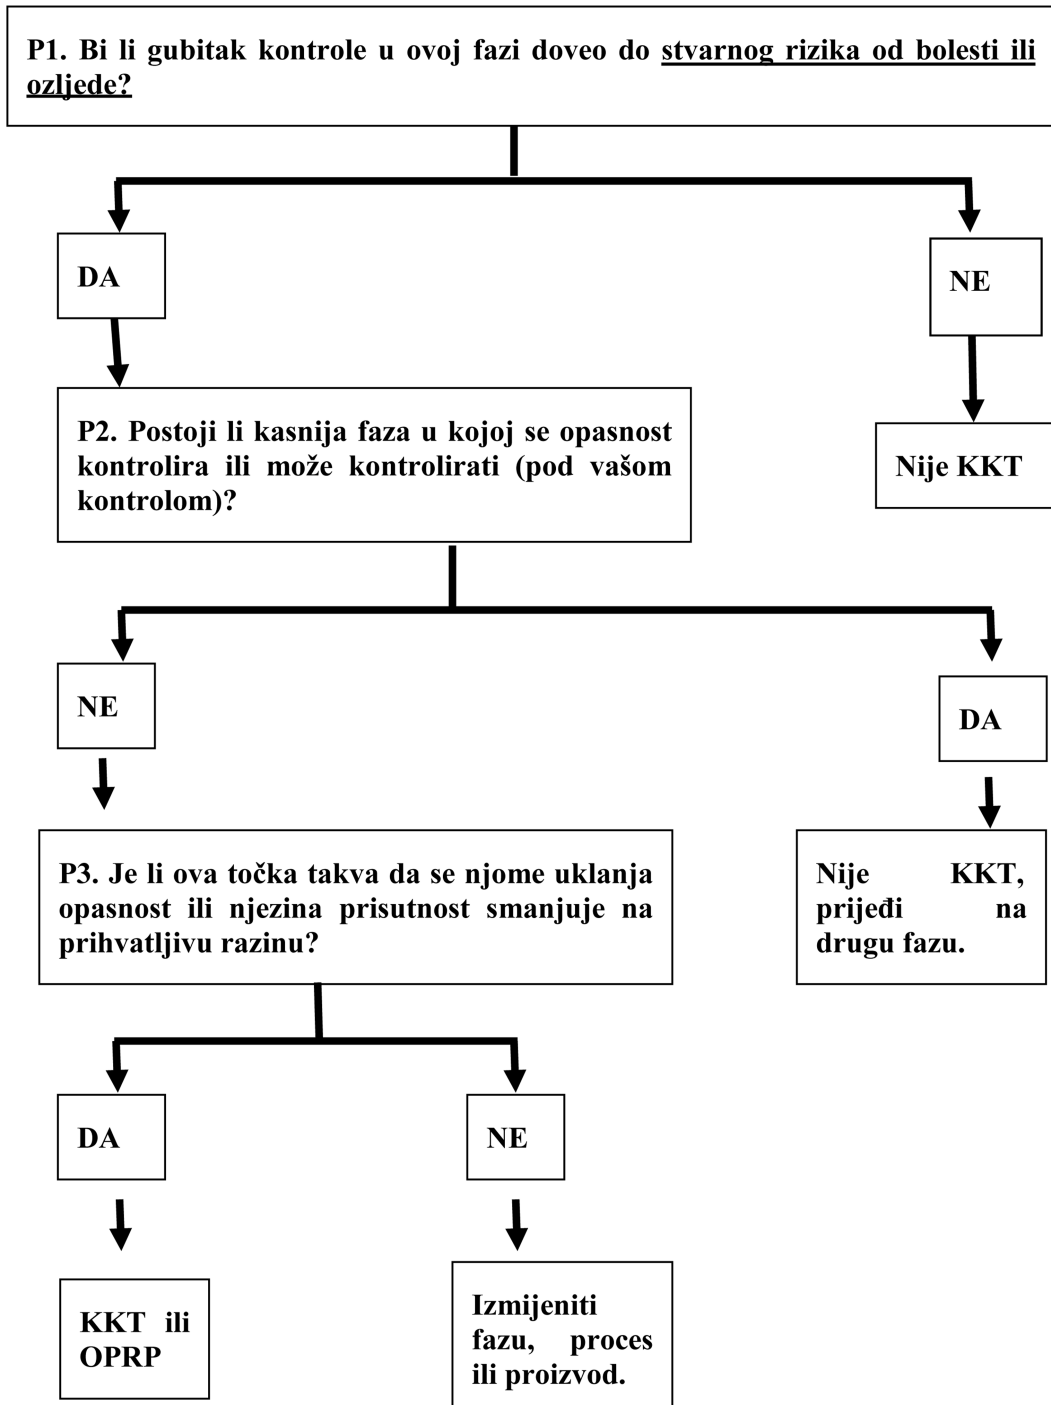 P1. Bi li gubitak kontrole u ovoj fazi doveo do stvarnog rizika od bolesti ili
ozljede?
DA
NE
P2. Postoji li kasnija faza u kojoj se opasnost
kontrolira ili može kontrolirati (pod vašom
kontrolom)?
Nije KKT
NE
DA
P3. Je li ova točka takva da se njome uklanja
opasnost ili njezina prisutnost smanjuje na
prihvatljivu razinu?
Nije KKT,
prijeđi na
drugu fazu.
DA
NE
KKT ili
OPRP
Izmijeniti
fazu, proces
ili proizvod.